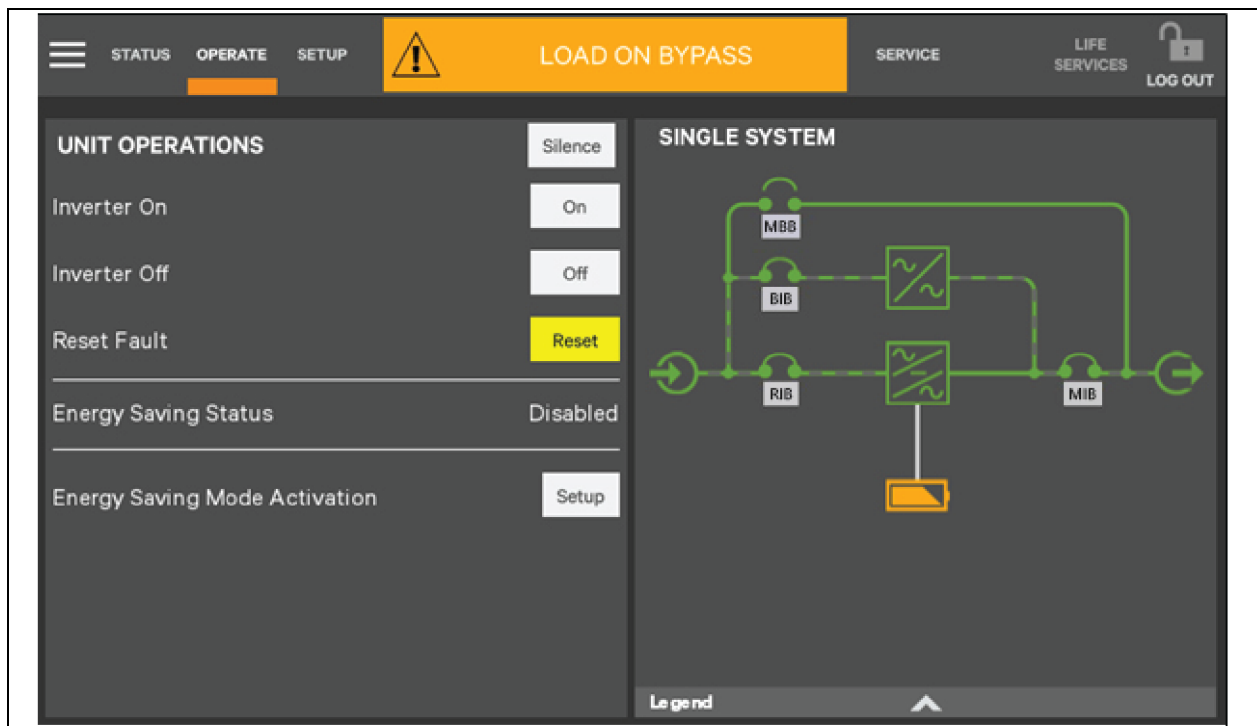 STATUS OPERATE SETUP LOAD ON BYPASS SERVICE LIFE
SERVICES
LOG OUT
UNIT OPERATIONS Silence
Inverter On On
Inverter Off Off
Reset Fault Reset
Energy Saving Status Disabled
Energy Saving Mode Activation Setup
SINGLE SYSTEM
MBB
BIB
RIB MIB
Legend